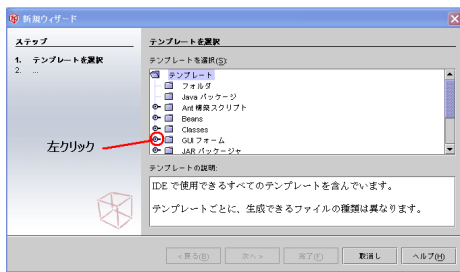 新規ウィザード
ステップ
1. テンプレートを選択
2. ...
左クリック
テンプレートを選択
テンプレートを選択(S):
テンプレート
フォルダ
Java パッケージ
Ant 構築スクリプト
Beans
Classes
GUI フォーム
JAR パッケージャ
テンプレートの説明:
IDE で使用できるすべてのテンプレートを含んでいます。
テンプレートごとに、生成できるファイルの種類は異なります。
< 戻る(B)
次へ >
完了(F)
取消し
ヘルプ(H)